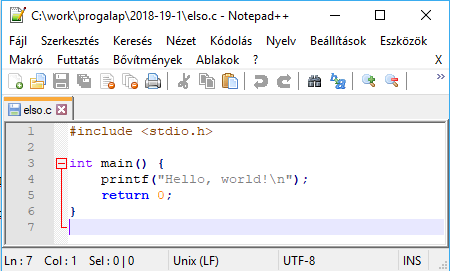 C:\work\progalap\2018-19-1\elso.c - Notepad++
Fájl Szerkesztés Keresés Nézet Kódolás Nyelv Beállítások Eszközök
Makró Futtatás Bővítmények Ablakok ? X
elso.c
1 #include <stdio.h>
2
3 int main() {
4     printf("Hello, world!\n");
5     return 0;
6 }
7
Ln : 7 Col : 1 Sel : 0 | 0 Unix (LF) UTF-8 INS